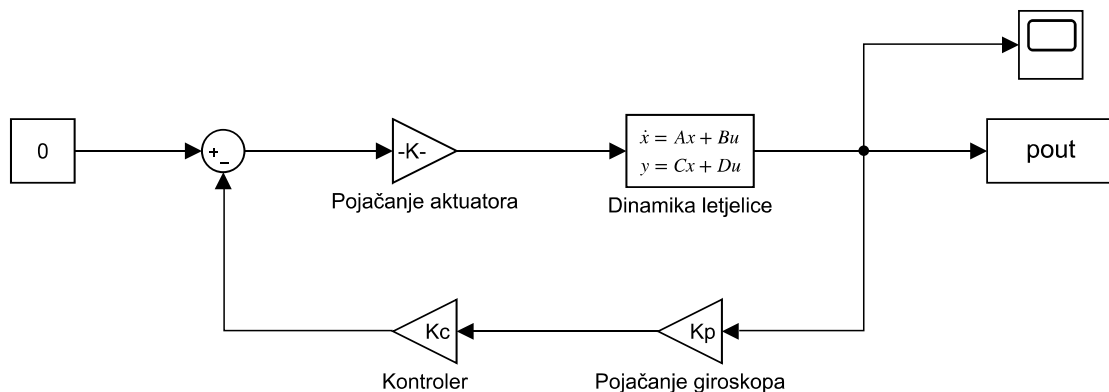 0
+
−
-K-
Pojačanje aktuatora
ẋ = Ax + Bu
y = Cx + Du
Dinamika letjelice
pout
Kc
Kontroler
Kp
Pojačanje giroskopa